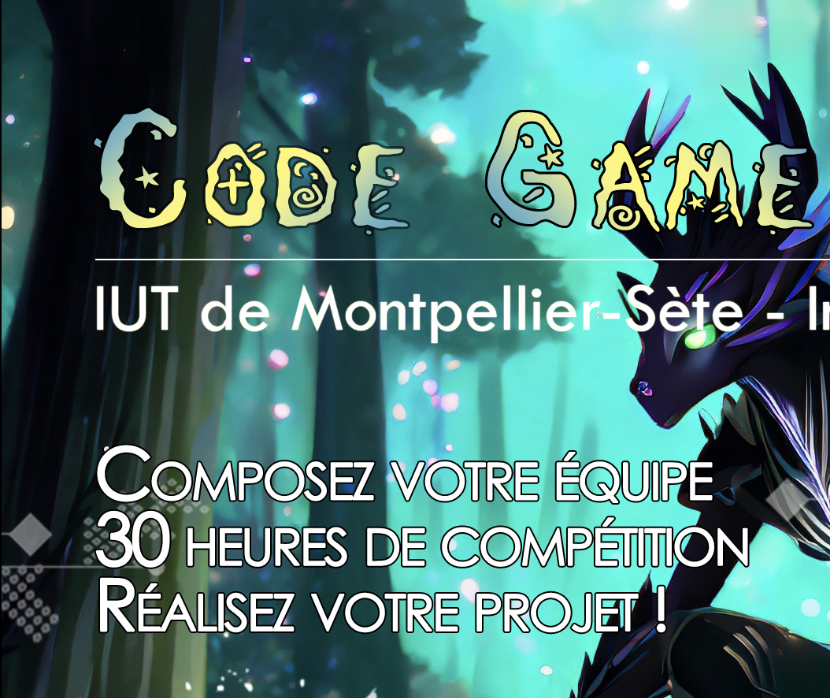 CODE GAME
IUT de Montpellier-Sète - I
COMPOSEZ VOTRE ÉQUIPE
30 HEURES DE COMPÉTITION
RÉALISEZ VOTRE PROJET !